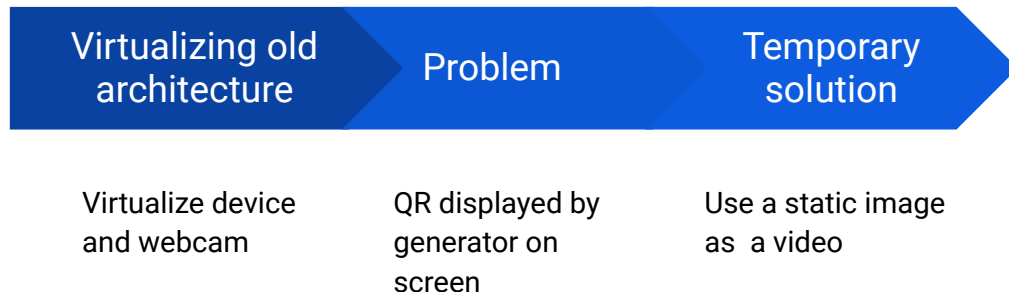 Virtualizing old
architecture
Problem
Temporary
solution
Virtualize device
and webcam
QR displayed by
generator on
screen
Use a static image
as  a video